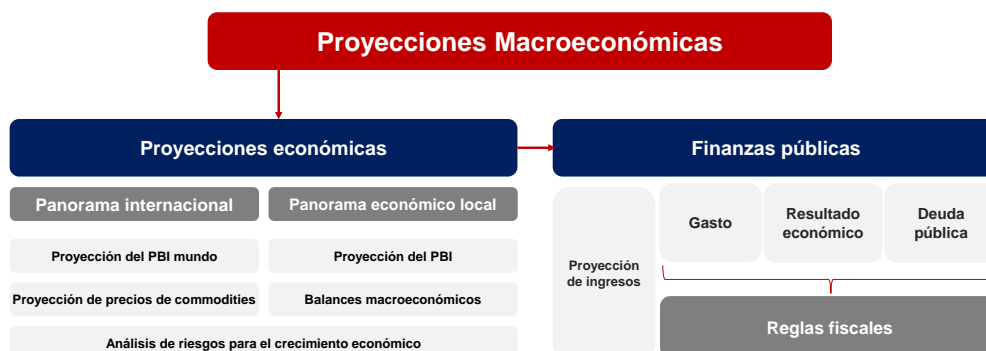 Proyecciones Macroeconómicas
Proyecciones económicas
Finanzas públicas
Panorama internacional
Panorama económico local
Proyección del PBI mundo
Proyección del PBI
Proyección de precios de commodities
Balances macroeconómicos
Análisis de riesgos para el crecimiento económico
Proyección
de ingresos
Gasto
Resultado
económico
Deuda
pública
Reglas fiscales